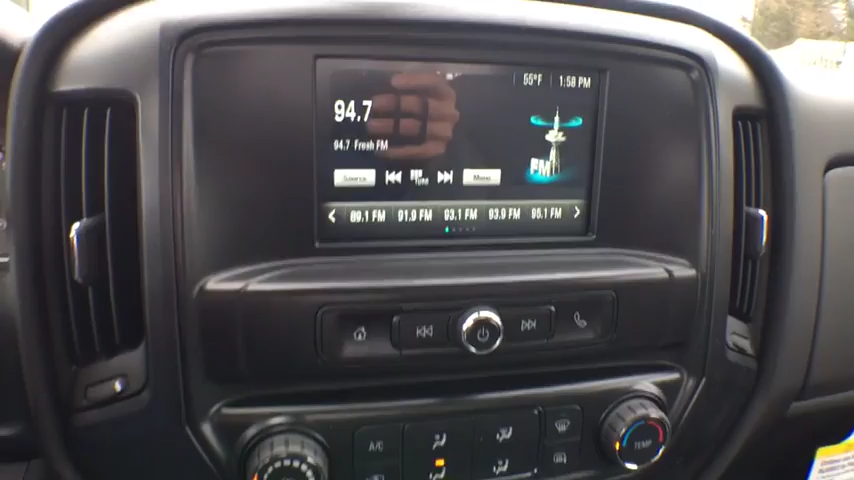 55°F 1:58 PM
94.7
94.7 Fresh FM
FM
Source TUNE Menu
89.1 FM 91.9 FM 93.1 FM 93.9 FM 95.1 FM
A/C
TEMP